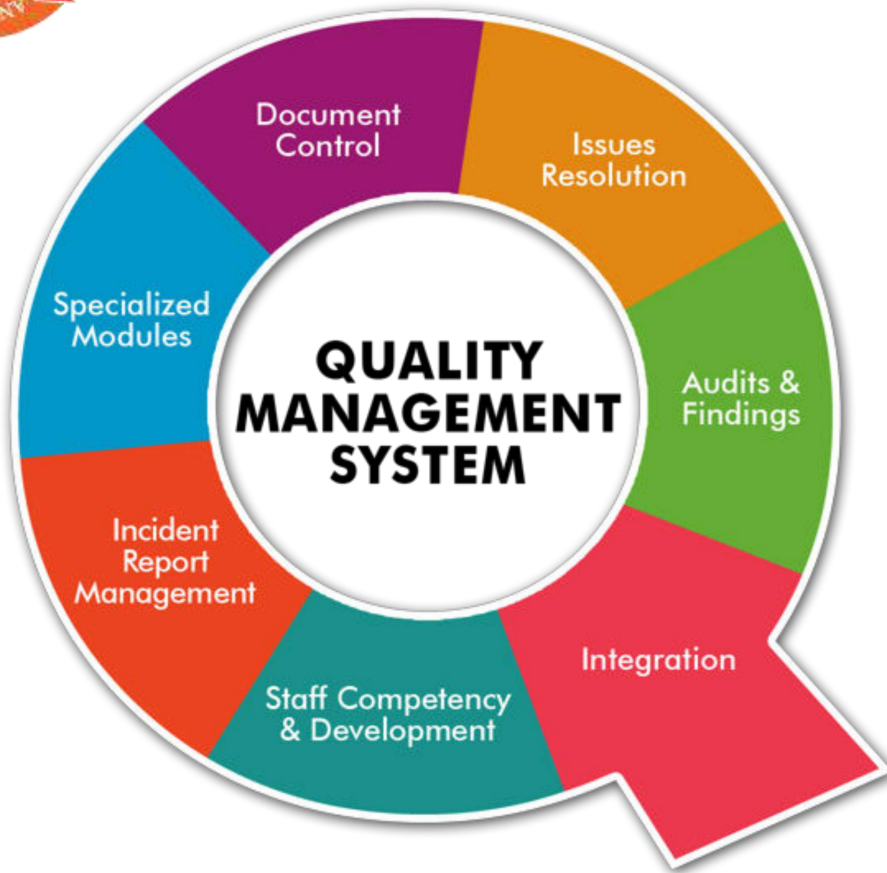 Document
Control
Issues
Resolution
Specialized
Modules
QUALITY
MANAGEMENT
SYSTEM
Audits &
Findings
Incident
Report
Management
Integration
Staff Competency
& Development